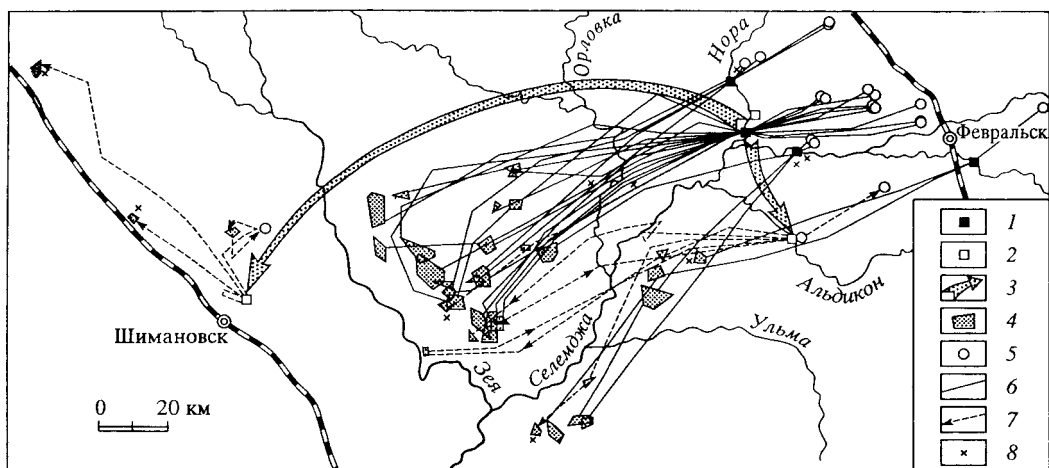 Орловка
Нора
Февральск
Альдикон
Ульма
Селемджа
Зея
Шимановск
0 20 км
1
2
3
4
5
6
7
8